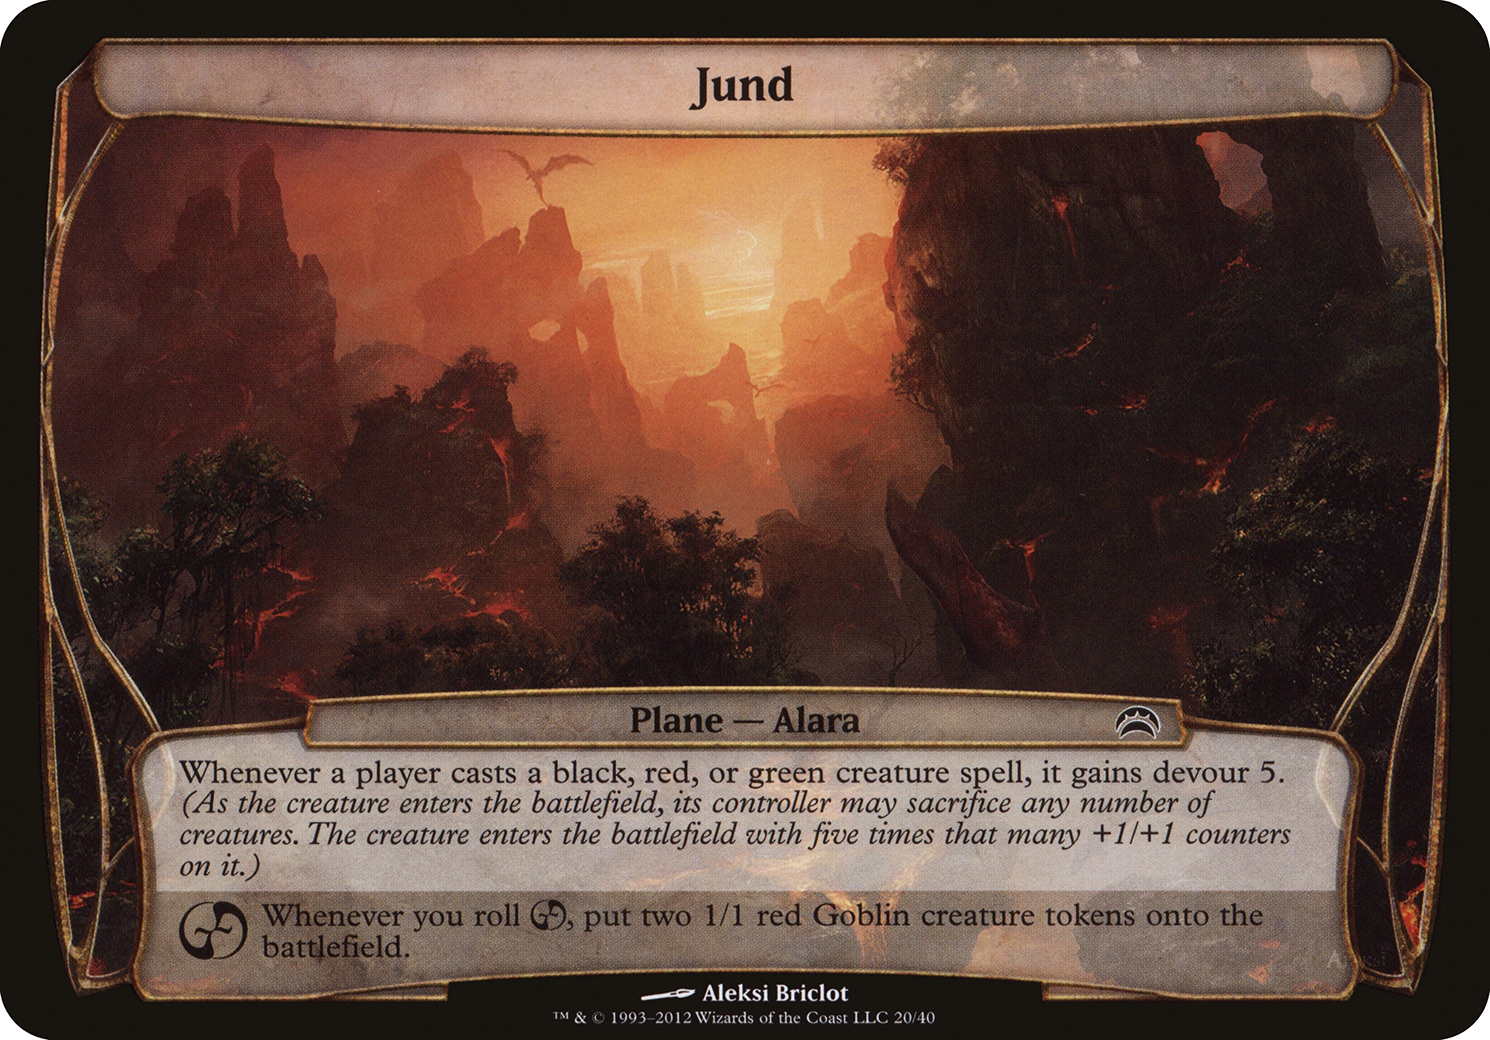 Jund
Plane — Alara
Whenever a player casts a black, red, or green creature spell, it gains devour 5.
(As the creature enters the battlefield, its controller may sacrifice any number of
creatures. The creature enters the battlefield with five times that many +1/+1 counters
on it.)
Whenever you roll , put two 1/1 red Goblin creature tokens onto the
battlefield.
Aleksi Briclot
™ & © 1993–2012 Wizards of the Coast LLC 20/40